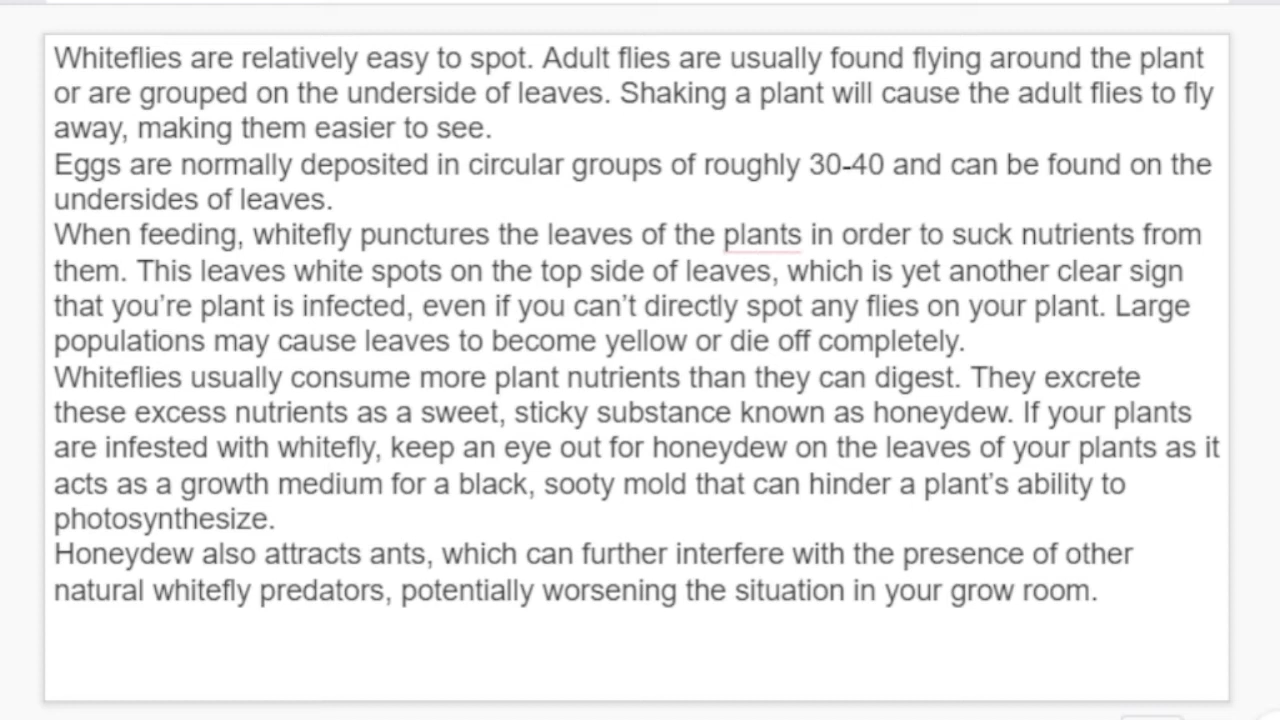 Whiteflies are relatively easy to spot. Adult flies are usually found flying around the plant
or are grouped on the underside of leaves. Shaking a plant will cause the adult flies to fly
away, making them easier to see.
Eggs are normally deposited in circular groups of roughly 30-40 and can be found on the
undersides of leaves.
When feeding, whitefly punctures the leaves of the plants in order to suck nutrients from
them. This leaves white spots on the top side of leaves, which is yet another clear sign
that you’re plant is infected, even if you can’t directly spot any flies on your plant. Large
populations may cause leaves to become yellow or die off completely.
Whiteflies usually consume more plant nutrients than they can digest. They excrete
these excess nutrients as a sweet, sticky substance known as honeydew. If your plants
are infested with whitefly, keep an eye out for honeydew on the leaves of your plants as it
acts as a growth medium for a black, sooty mold that can hinder a plant’s ability to
photosynthesize.
Honeydew also attracts ants, which can further interfere with the presence of other
natural whitefly predators, potentially worsening the situation in your grow room.